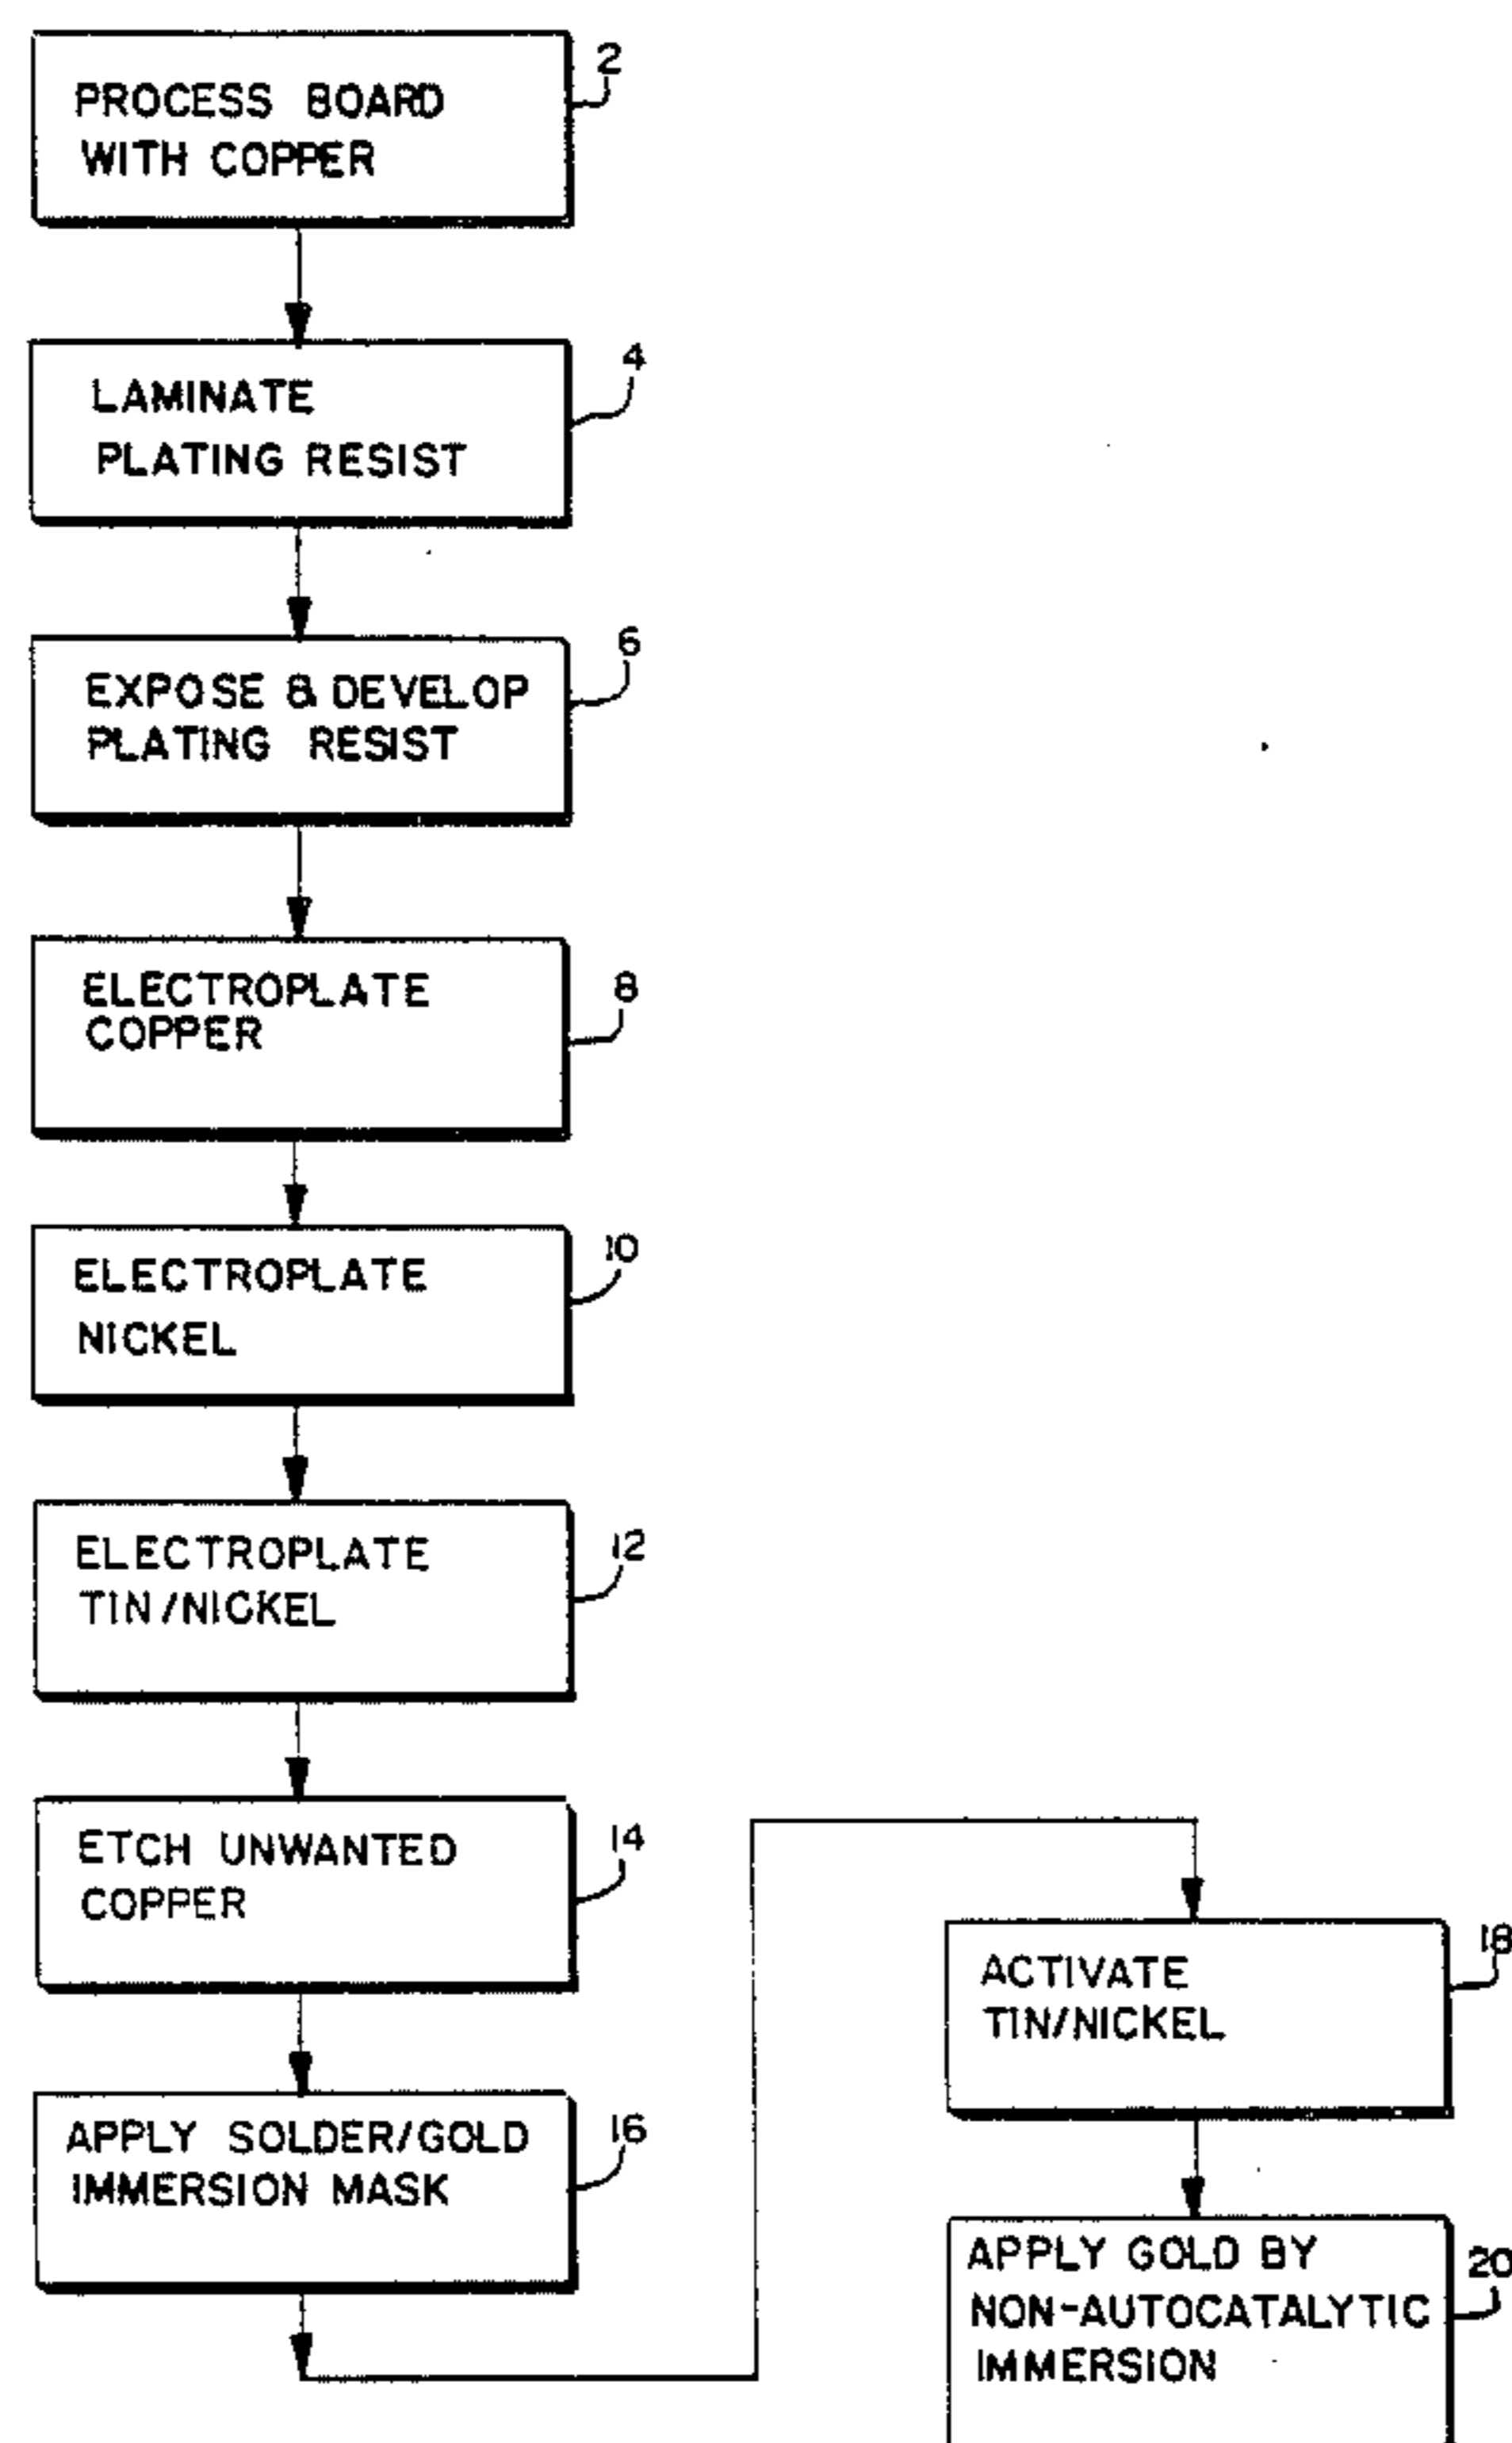 PROCESS BOARD
WITH COPPER
2
LAMINATE
PLATING RESIST
4
EXPOSE & DEVELOP
PLATING RESIST
6
ELECTROPLATE
COPPER
8
ELECTROPLATE
NICKEL
10
ELECTROPLATE
TIN/NICKEL
12
ETCH UNWANTED
COPPER
14
APPLY SOLDER/GOLD
IMMERSION MASK
16
ACTIVATE
TIN/NICKEL
18
APPLY GOLD BY
NON-AUTOCATALYTIC
IMMERSION
20